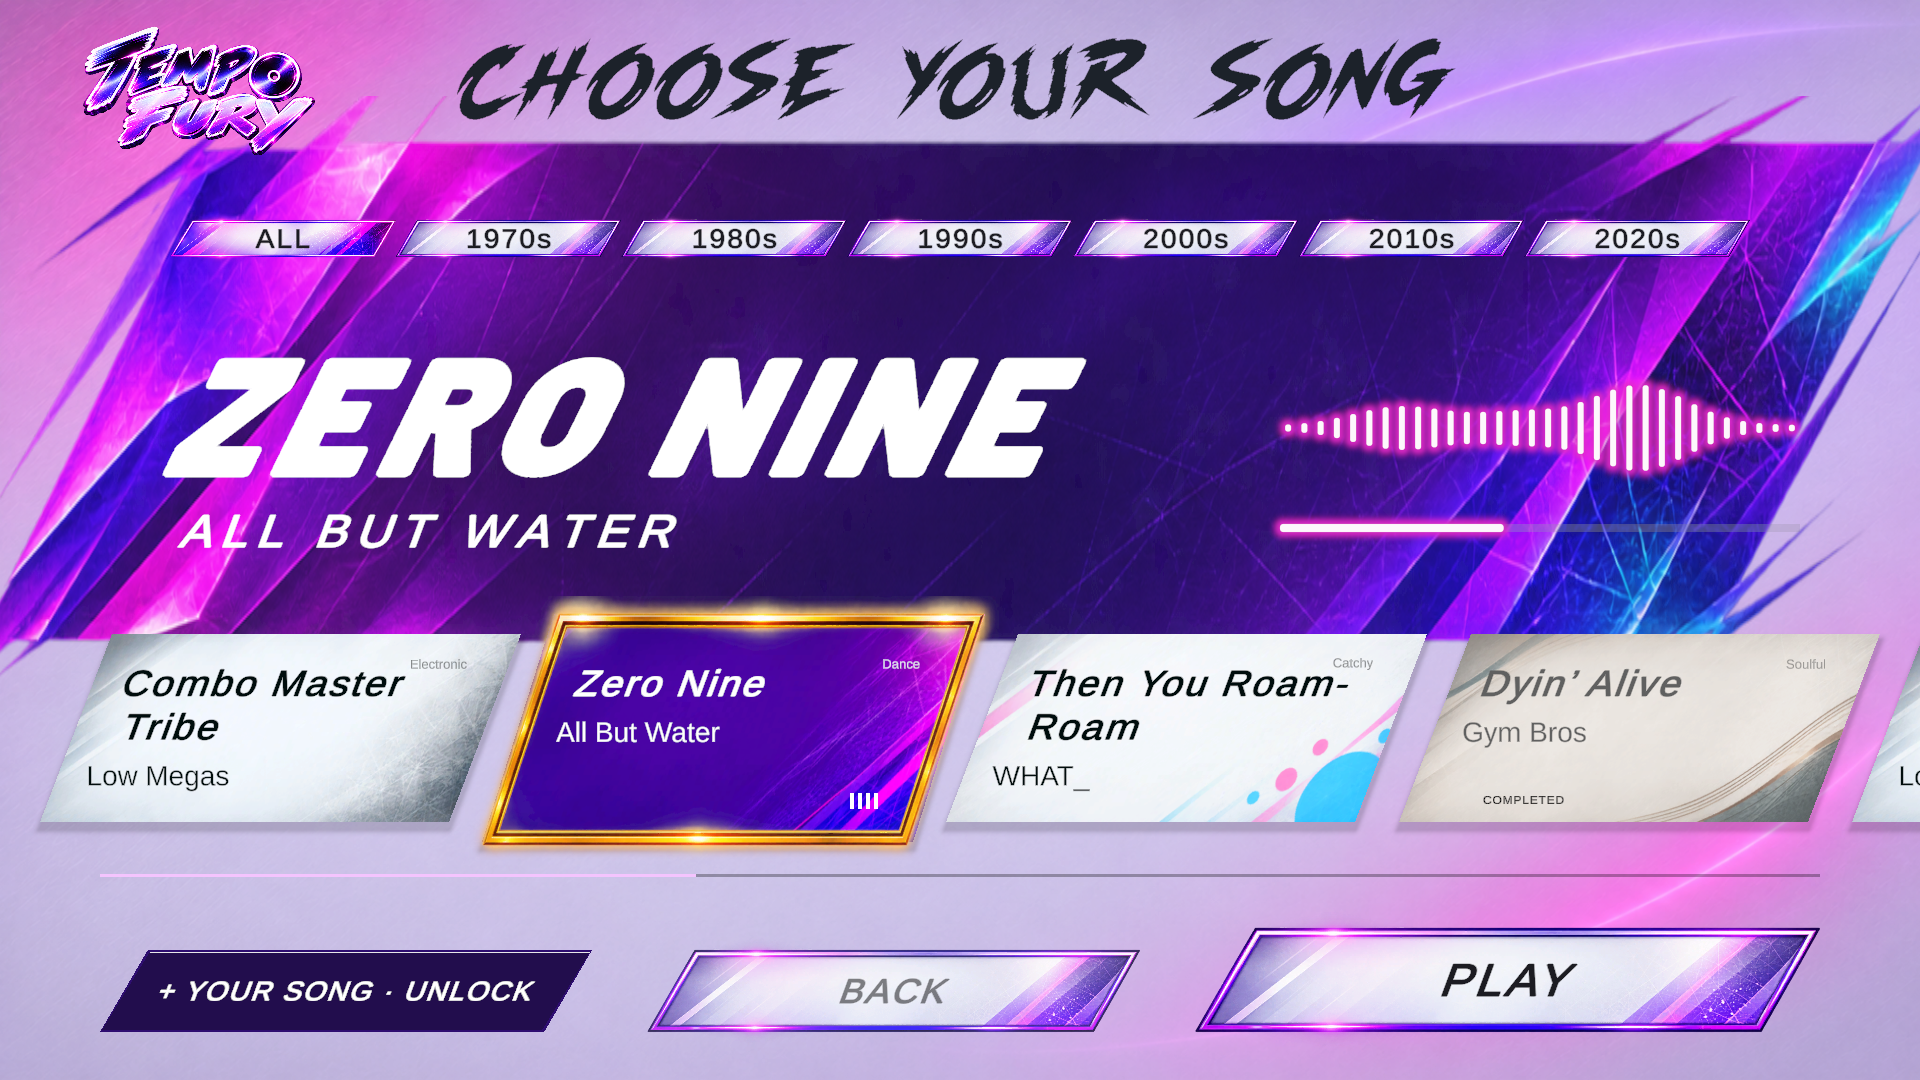 TEMPO
FURY
CHOOSE YOUR SONG
ALL
1970s
1980s
1990s
2000s
2010s
2020s
ZERO NINE
ALL BUT WATER
Electronic
Combo Master
Tribe
Low Megas
Dance
Zero Nine
All But Water
Catchy
Then You Roam-
Roam
WHAT_
Soulful
Dyin’ Alive
Gym Bros
COMPLETED
+ YOUR SONG · UNLOCK
BACK
PLAY